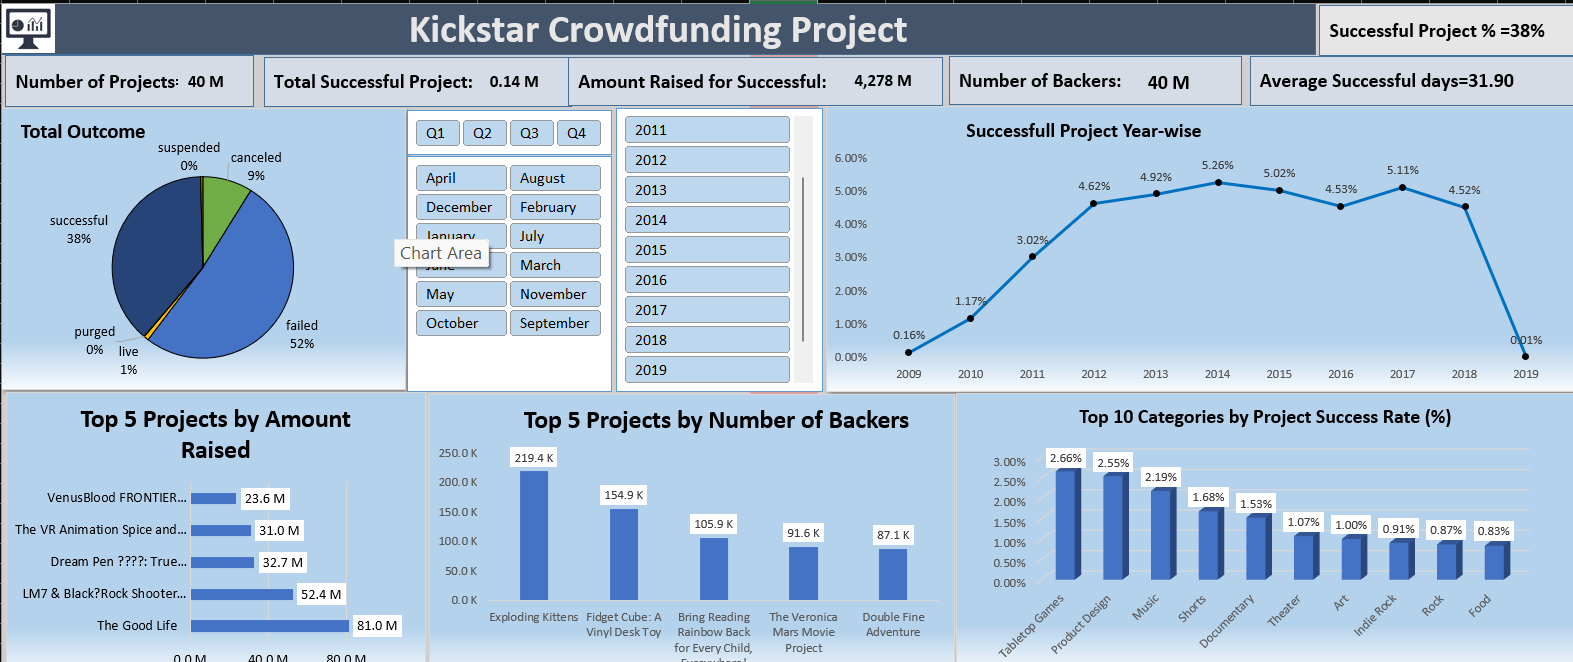 Kickstar Crowdfunding Project
Successful Project % =38%
Number of Projects: 40 M
Total Successful Project: 0.14 M
Amount Raised for Successful: 4,278 M
Number of Backers: 40 M
Average Successful days=31.90
Total Outcome
suspended
0%
canceled
9%
successful
38%
purged
0%
live
1%
failed
52%
Q1 Q2 Q3 Q4
April August
December February
January July
Chart Area
June March
May November
October September
2011
2012
2013
2014
2015
2016
2017
2018
2019
Successfull Project Year-wise
6.00%
5.00%
4.00%
3.00%
2.00%
1.00%
0.00%
0.16%
1.17%
3.02%
4.62%
4.92%
5.26%
5.02%
4.53%
5.11%
4.52%
0.01%
2009 2010 2011 2012 2013 2014 2015 2016 2017 2018 2019
Top 5 Projects by Amount
Raised
VenusBlood FRONTIER... 23.6 M
The VR Animation Spice and... 31.0 M
Dream Pen ????: True... 32.7 M
LM7 & Black?Rock Shooter... 52.4 M
The Good Life 81.0 M
0.0 M 40.0 M 80.0 M
Top 5 Projects by Number of Backers
250.0 K
200.0 K
150.0 K
100.0 K
50.0 K
0.0 K
219.4 K
154.9 K
105.9 K
91.6 K
87.1 K
Exploding Kittens
Fidget Cube: A
Vinyl Desk Toy
Bring Reading
Rainbow Back
for Every Child,
Everywhere!
The Veronica
Mars Movie
Project
Double Fine
Adventure
Top 10 Categories by Project Success Rate (%)
3.00%
2.50%
2.00%
1.50%
1.00%
0.50%
0.00%
2.66%
2.55%
2.19%
1.68%
1.53%
1.07%
1.00%
0.91%
0.87%
0.83%
Tabletop Games
Product Design
Music
Shorts
Documentary
Theater
Art
Indie Rock
Rock
Food